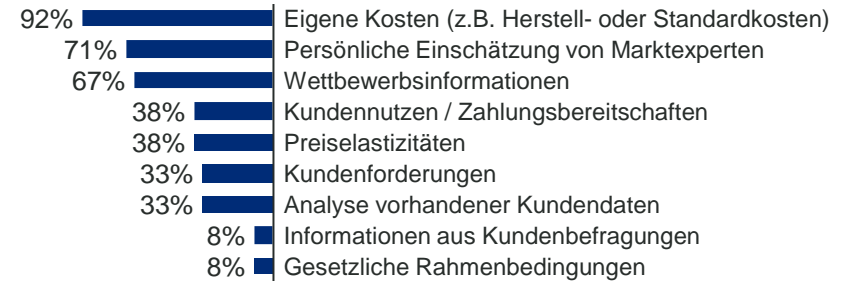 92% Eigene Kosten (z.B. Herstell- oder Standardkosten)
71% Persönliche Einschätzung von Marktexperten
67% Wettbewerbsinformationen
38% Kundennutzen / Zahlungsbereitschaften
38% Preiselastizitäten
33% Kundenforderungen
33% Analyse vorhandener Kundendaten
8% Informationen aus Kundenbefragungen
8% Gesetzliche Rahmenbedingungen